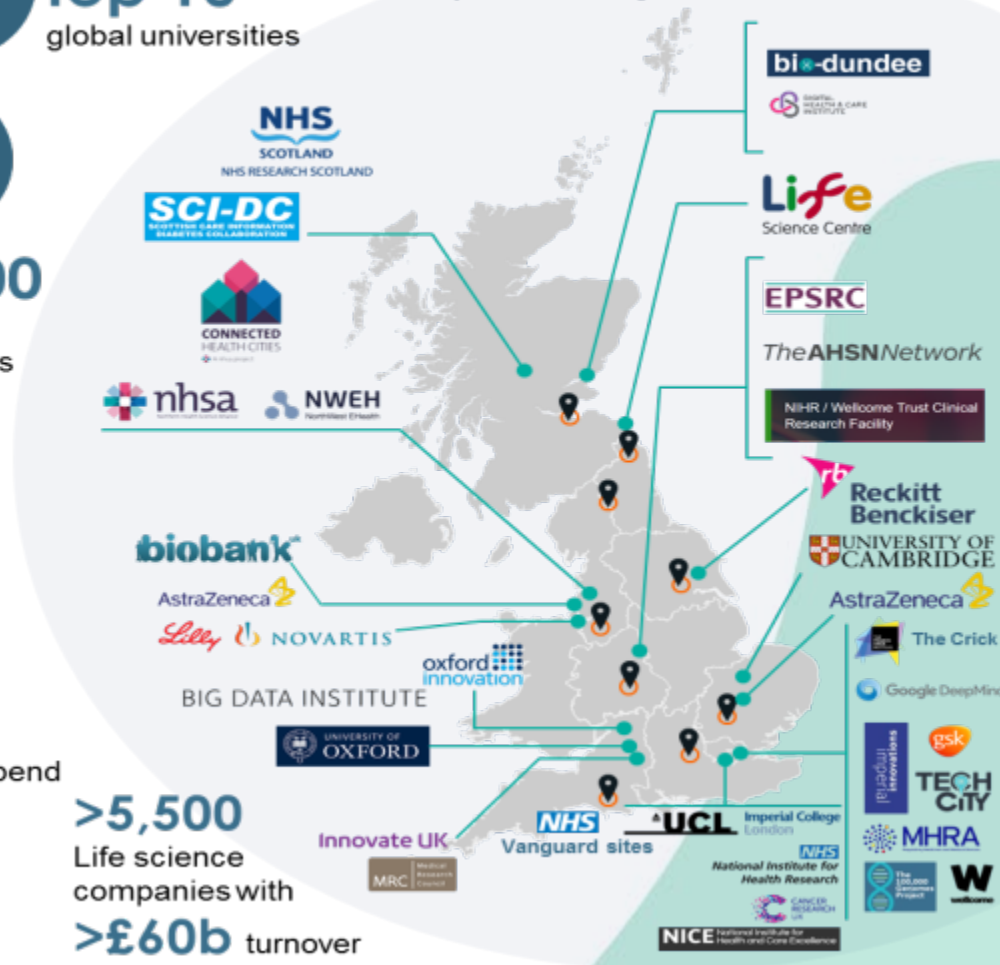 global universities
bio-dundee
DIGITAL
HEALTH & CARE
INSTITUTE
NHS
SCOTLAND
NHS RESEARCH SCOTLAND
Life
Science Centre
SCI-DC
SCOTTISH CARE INFORMATION
DIABETES COLLABORATION
CONNECTED
HEALTH CITIES
EPSRC
TheAHSNNetwork
nhsa
NWEH
NorthWest EHealth
NIHR / Wellcome Trust Clinical
Research Facility
rb
Reckitt
Benckiser
UNIVERSITY OF
CAMBRIDGE
biobank
AstraZeneca
AstraZeneca
Lilly
NOVARTIS
The Crick
oxford
innovation
BIG DATA INSTITUTE
Google DeepMind
UNIVERSITY OF
OXFORD
imperial
innovations
gsk
TECH
CITY
>5,500
Life science
companies with
>£60b turnover
Innovate UK
MRC
Medical
Research
Council
NHS
Vanguard sites
UCL
Imperial College
London
NHS
National Institute for
Health Research
MHRA
CANCER
RESEARCH
UK
The
100,000
Genomes
Project
W
wellcome
NICE National Institute for
Health and Care Excellence